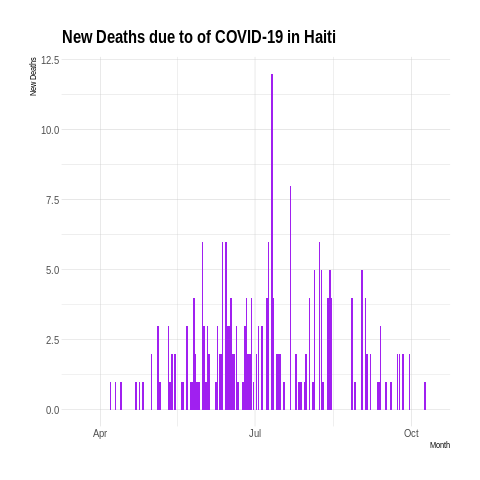 New Deaths due to of COVID-19 in Haiti
New Deaths
12.5
10.0
7.5
5.0
2.5
0.0
Apr
Jul
Oct
Month